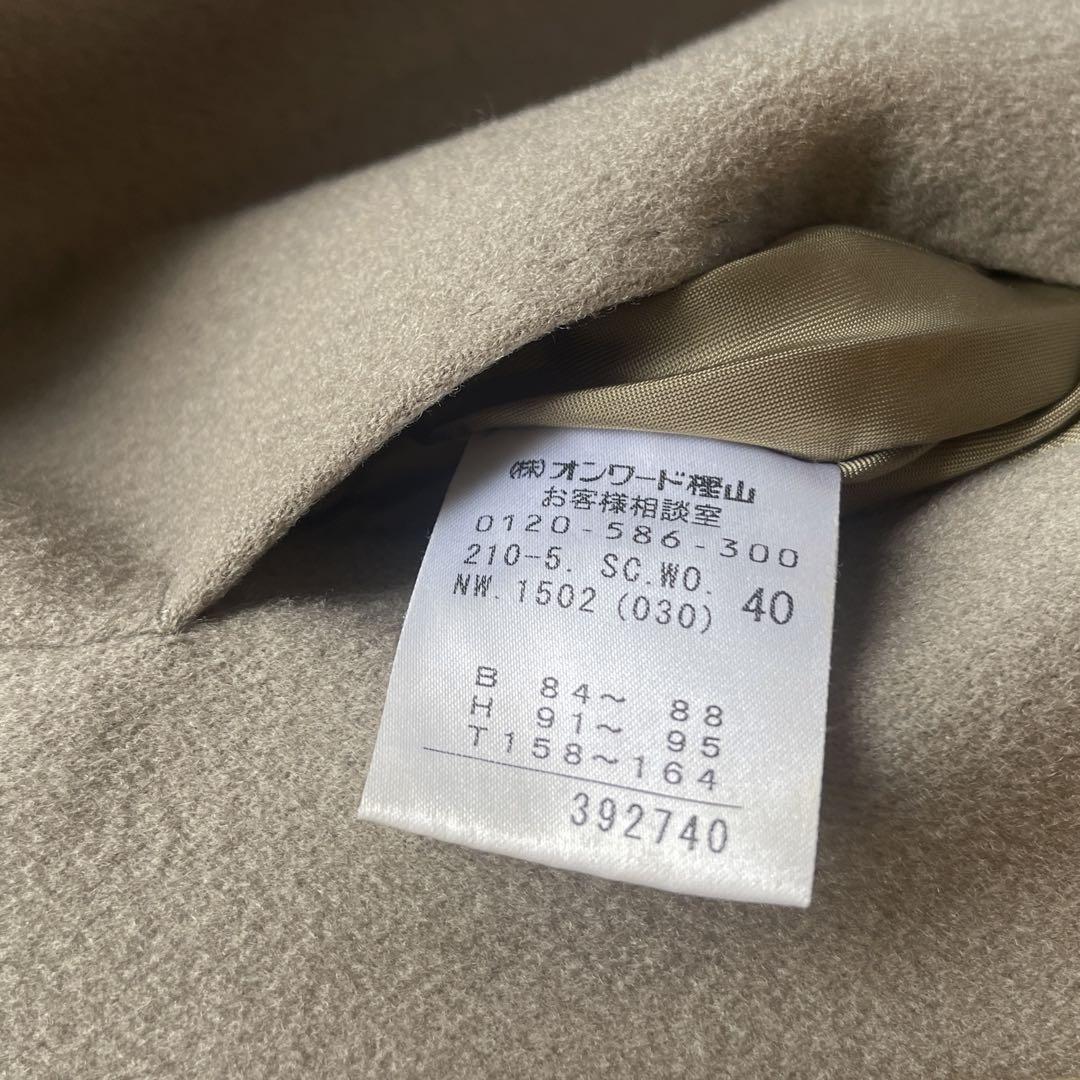 (株)オンワード樫山
お客様相談室
0120-586-300
210-5. SC.WO.
NW.1502(030) 40
B 84〜 88
H 91〜 95
T158〜164
392740